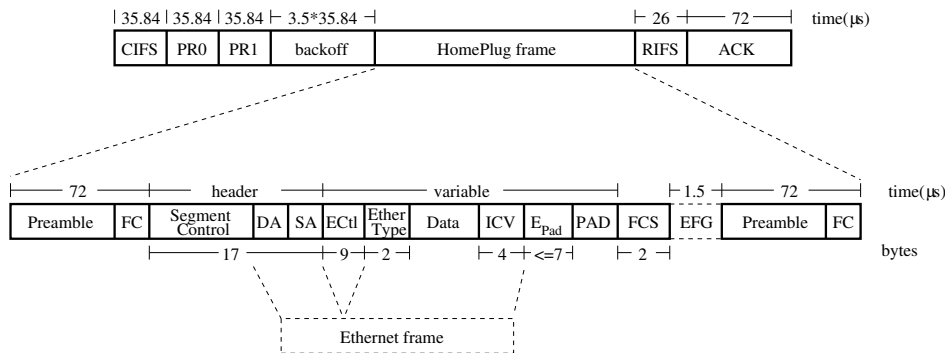 35.84 35.84 35.84 3.5*35.84 26 72 time(μs)
CIFS PR0 PR1 backoff HomePlug frame RIFS ACK
72 header variable 1.5 72 time(μs)
Preamble FC Segment Control DA SA ECtl Ether Type Data ICV E_Pad PAD FCS EFG Preamble FC
17 9 2 4 <=7 2 bytes
Ethernet frame